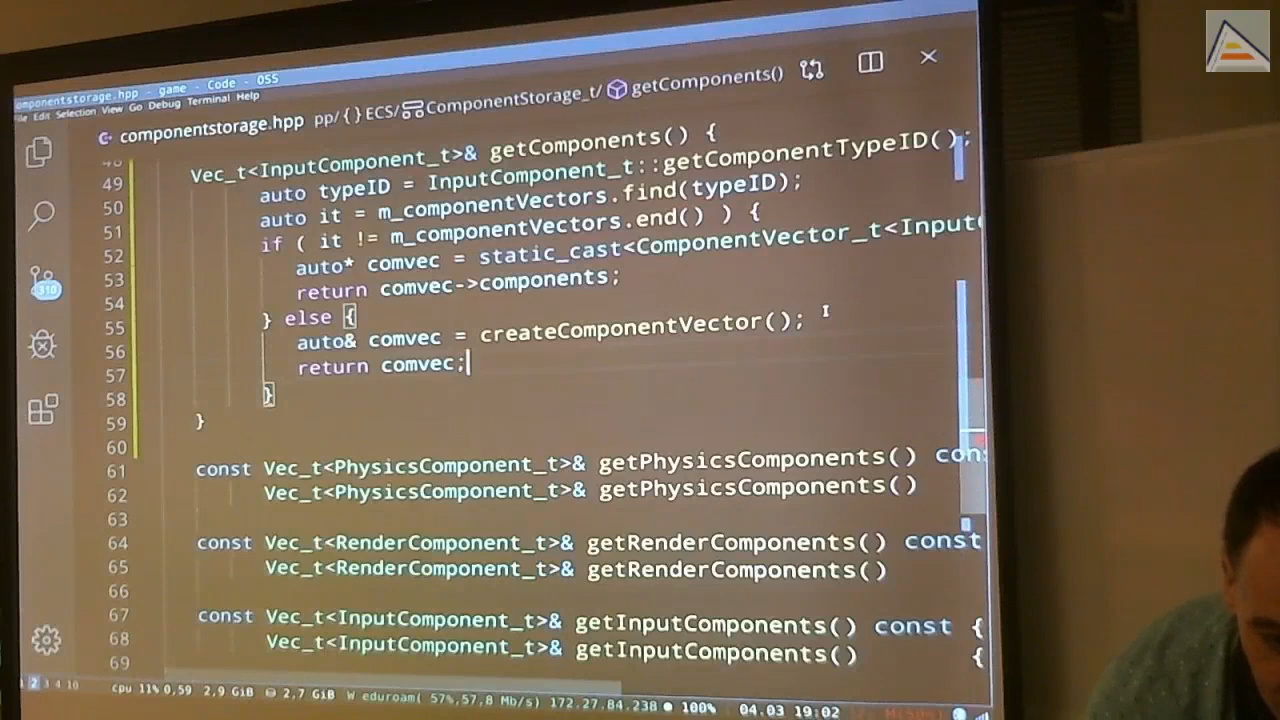 componentstorage.hpp - game - Code - OSS
File Edit Selection View Go Debug Terminal Help
componentstorage.hpp pp/{}ECS/ComponentStorage_t/getComponents()
49 Vec_t<InputComponent_t>& getComponents() {
50 auto typeID = InputComponent_t::getComponentTypeID();
51 auto it = m_componentVectors.find(typeID);
52 if ( it != m_componentVectors.end() ) {
53 auto* comvec = static_cast<ComponentVector_t<Input
54 return comvec->components;
55 } else {
56 auto& comvec = createComponentVector();
57 return comvec;
58 }
59 }
60
61 const Vec_t<PhysicsComponent_t>& getPhysicsComponents() con
62 Vec_t<PhysicsComponent_t>& getPhysicsComponents()
63
64 const Vec_t<RenderComponent_t>& getRenderComponents() const
65 Vec_t<RenderComponent_t>& getRenderComponents()
66
67 const Vec_t<InputComponent_t>& getInputComponents() const {
68 Vec_t<InputComponent_t>& getInputComponents() {
69
310
2 3 4 10 cpu 11% 0,59 2,9 GiB 2,7 GiB W eduroam( 57%,57,8 Mb/s) 172.27.84.238 100% 04.03 19:02